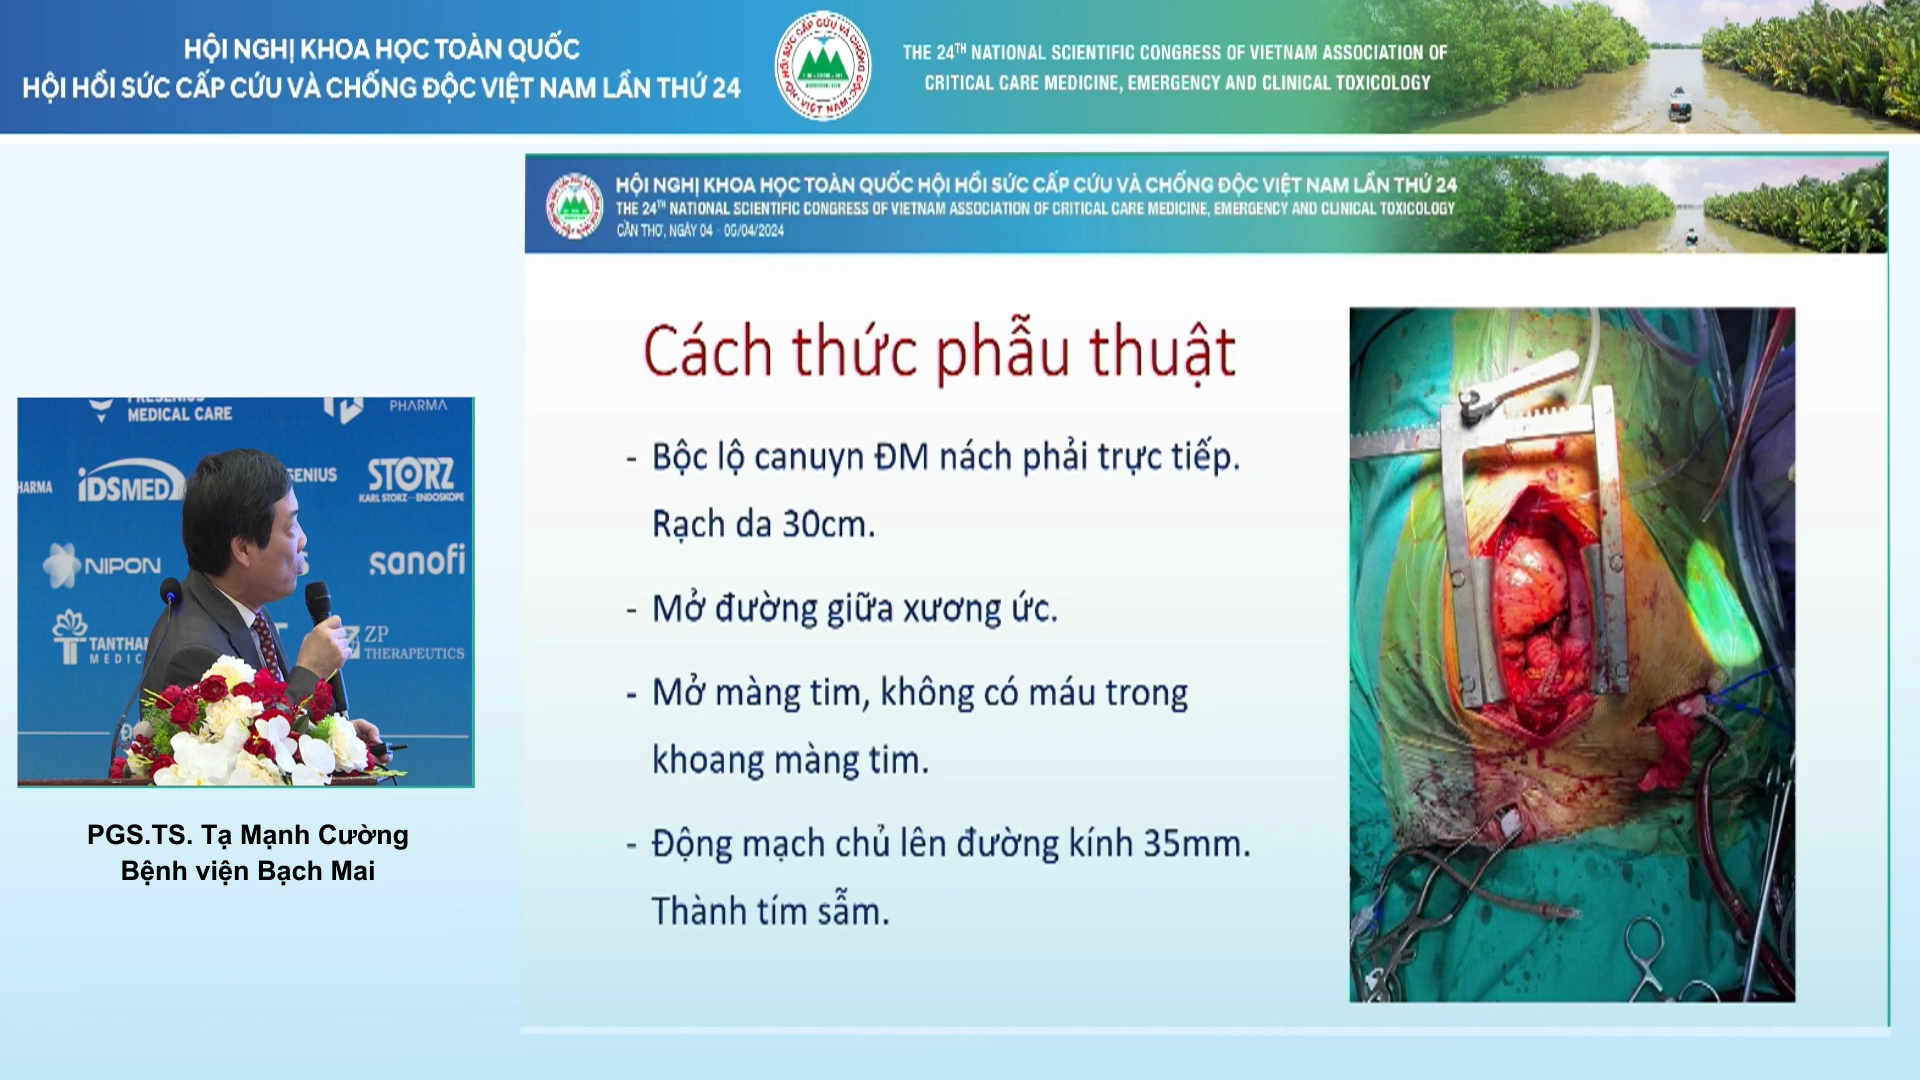 HỘI NGHỊ KHOA HỌC TOÀN QUỐC
HỘI HỒI SỨC CẤP CỨU VÀ CHỐNG ĐỘC VIỆT NAM LẦN THỨ 24
THE 24TH NATIONAL SCIENTIFIC CONGRESS OF VIETNAM ASSOCIATION OF
CRITICAL CARE MEDICINE, EMERGENCY AND CLINICAL TOXICOLOGY
HỘI NGHỊ KHOA HỌC TOÀN QUỐC HỘI HỒI SỨC CẤP CỨU VÀ CHỐNG ĐỘC VIỆT NAM LẦN THỨ 24
THE 24TH NATIONAL SCIENTIFIC CONGRESS OF VIETNAM ASSOCIATION OF CRITICAL CARE MEDICINE, EMERGENCY AND CLINICAL TOXICOLOGY
CẦN THƠ, NGÀY 04 - 06/04/2024
Cách thức phẫu thuật
- Bộc lộ canuyn ĐM nách phải trực tiếp.
Rạch da 30cm.
- Mở đường giữa xương ức.
- Mở màng tim, không có máu trong
khoang màng tim.
- Động mạch chủ lên đường kính 35mm.
Thành tím sẫm.
MEDICAL CARE
PHARMA
HARMA
iDSMED
SENIUS
STORZ
KARL STORZ—ENDOSKOPE
NIPON
sanofi
TANTHAN
MEDIC
ZP
THERAPEUTICS
PGS.TS. Tạ Mạnh Cường
Bệnh viện Bạch Mai